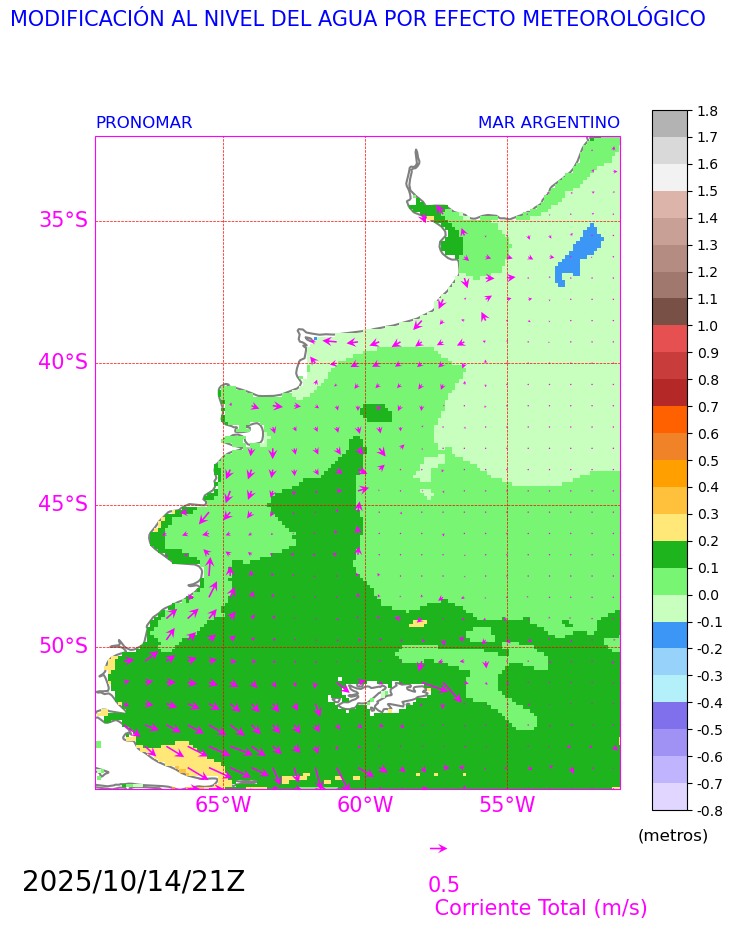 MODIFICACIÓN AL NIVEL DEL AGUA POR EFECTO METEOROLÓGICO
PRONOMAR MAR ARGENTINO
1.8
1.7
1.6
1.5
1.4
1.3
1.2
1.1
1.0
0.9
0.8
0.7
0.6
0.5
0.4
0.3
0.2
0.1
0.0
-0.1
-0.2
-0.3
-0.4
-0.5
-0.6
-0.7
-0.8
(metros)
35°S
40°S
45°S
50°S
65°W 60°W 55°W
2025/10/14/21Z
0.5
Corriente Total (m/s)